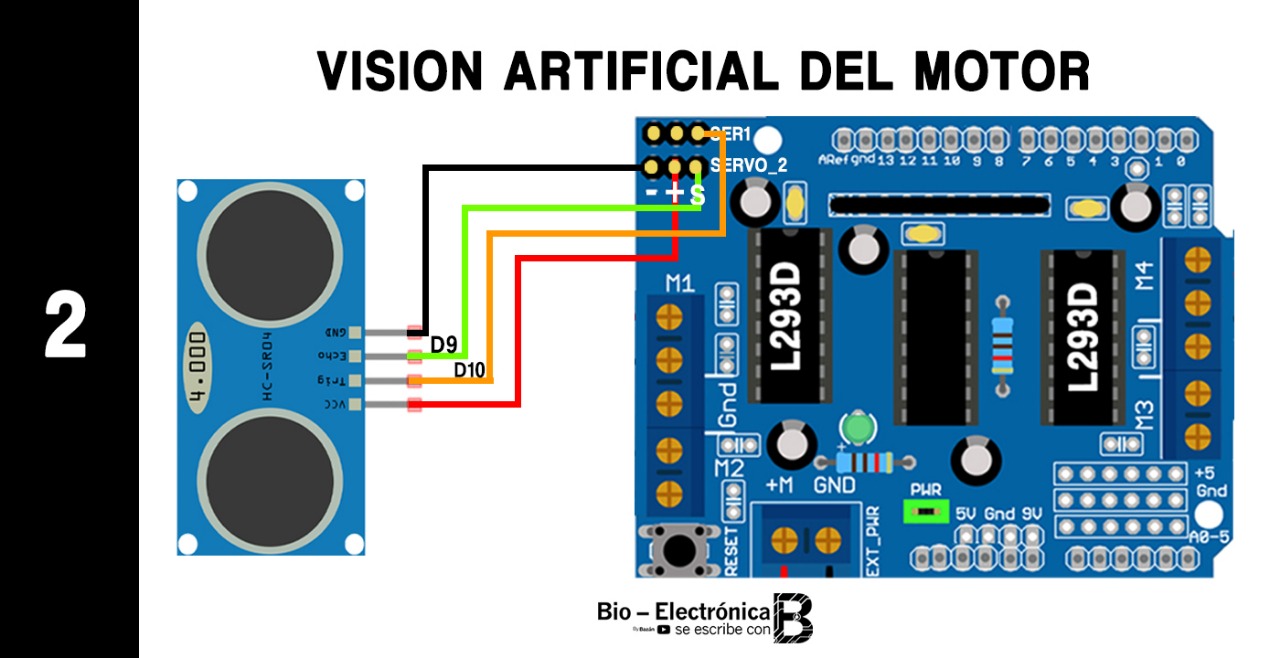 VISION ARTIFICIAL DEL MOTOR
2
SER1
SERVO_2
- + S
ARef gnd 13 12 11 10 9 8 7 6 5 4 3 1 0
GND
Echo
Trig
VCC
HC-SR04
4.000
D9
D10
M1
Gnd
M2
L293D
L293D
M4
M3
+M GND
PWR
5V Gnd 9V
+5
Gnd
A0-5
RESET
EXT_PWR
Bio – Electrónica
By Bazán se escribe con B